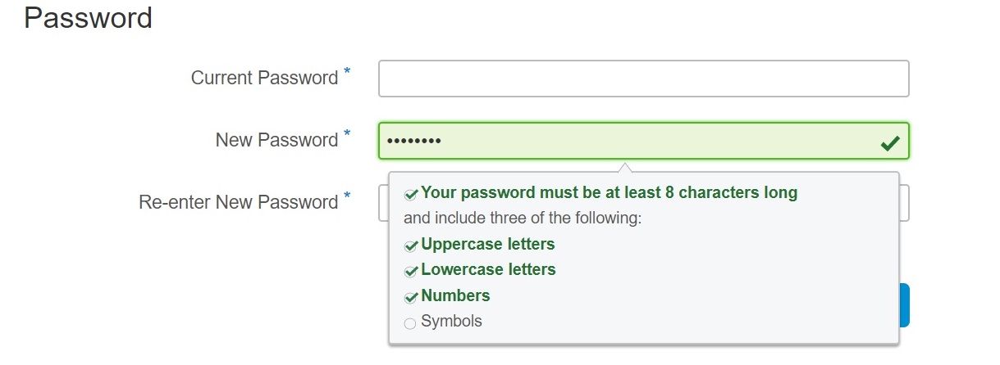 Password
Current Password *
New Password *
••••••••
Re-enter New Password *
Your password must be at least 8 characters long
and include three of the following:
Uppercase letters
Lowercase letters
Numbers
Symbols